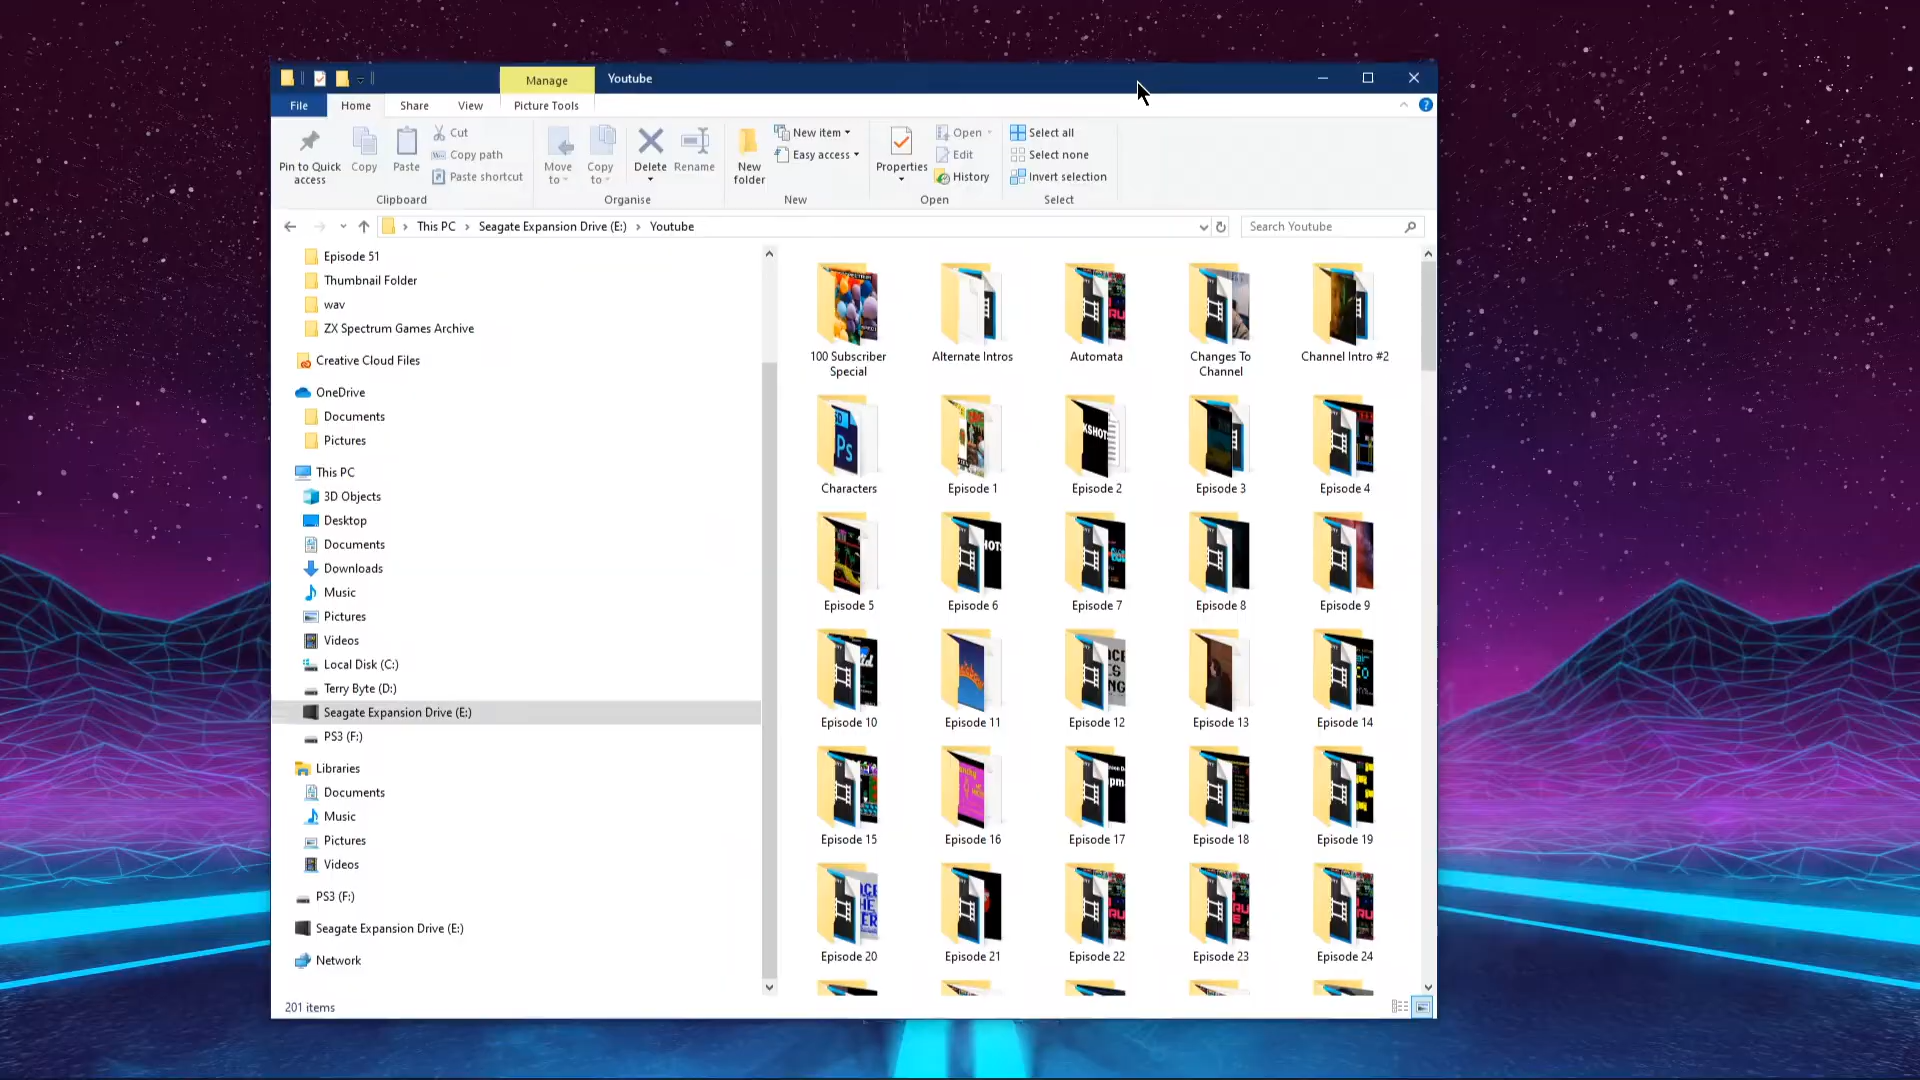 Manage
Youtube
File
Home
Share
View
Picture Tools
Pin to Quick
access
Copy
Paste
Cut
Copy path
Paste shortcut
Clipboard
Move
to
Copy
to
Delete
Rename
Organise
New
folder
New item
Easy access
New
Properties
Open
Edit
History
Open
Select all
Select none
Invert selection
Select
This PC > Seagate Expansion Drive (E:) > Youtube
Search Youtube
Episode 51
Thumbnail Folder
wav
ZX Spectrum Games Archive
Creative Cloud Files
OneDrive
Documents
Pictures
This PC
3D Objects
Desktop
Documents
Downloads
Music
Pictures
Videos
Local Disk (C:)
Terry Byte (D:)
Seagate Expansion Drive (E:)
PS3 (F:)
Libraries
Documents
Music
Pictures
Videos
PS3 (F:)
Seagate Expansion Drive (E:)
Network
100 Subscriber
Special
Alternate Intros
Automata
Changes To
Channel
Channel Intro #2
Characters
Episode 1
Episode 2
Episode 3
Episode 4
Episode 5
Episode 6
Episode 7
Episode 8
Episode 9
Episode 10
Episode 11
Episode 12
Episode 13
Episode 14
Episode 15
Episode 16
Episode 17
Episode 18
Episode 19
Episode 20
Episode 21
Episode 22
Episode 23
Episode 24
201 items